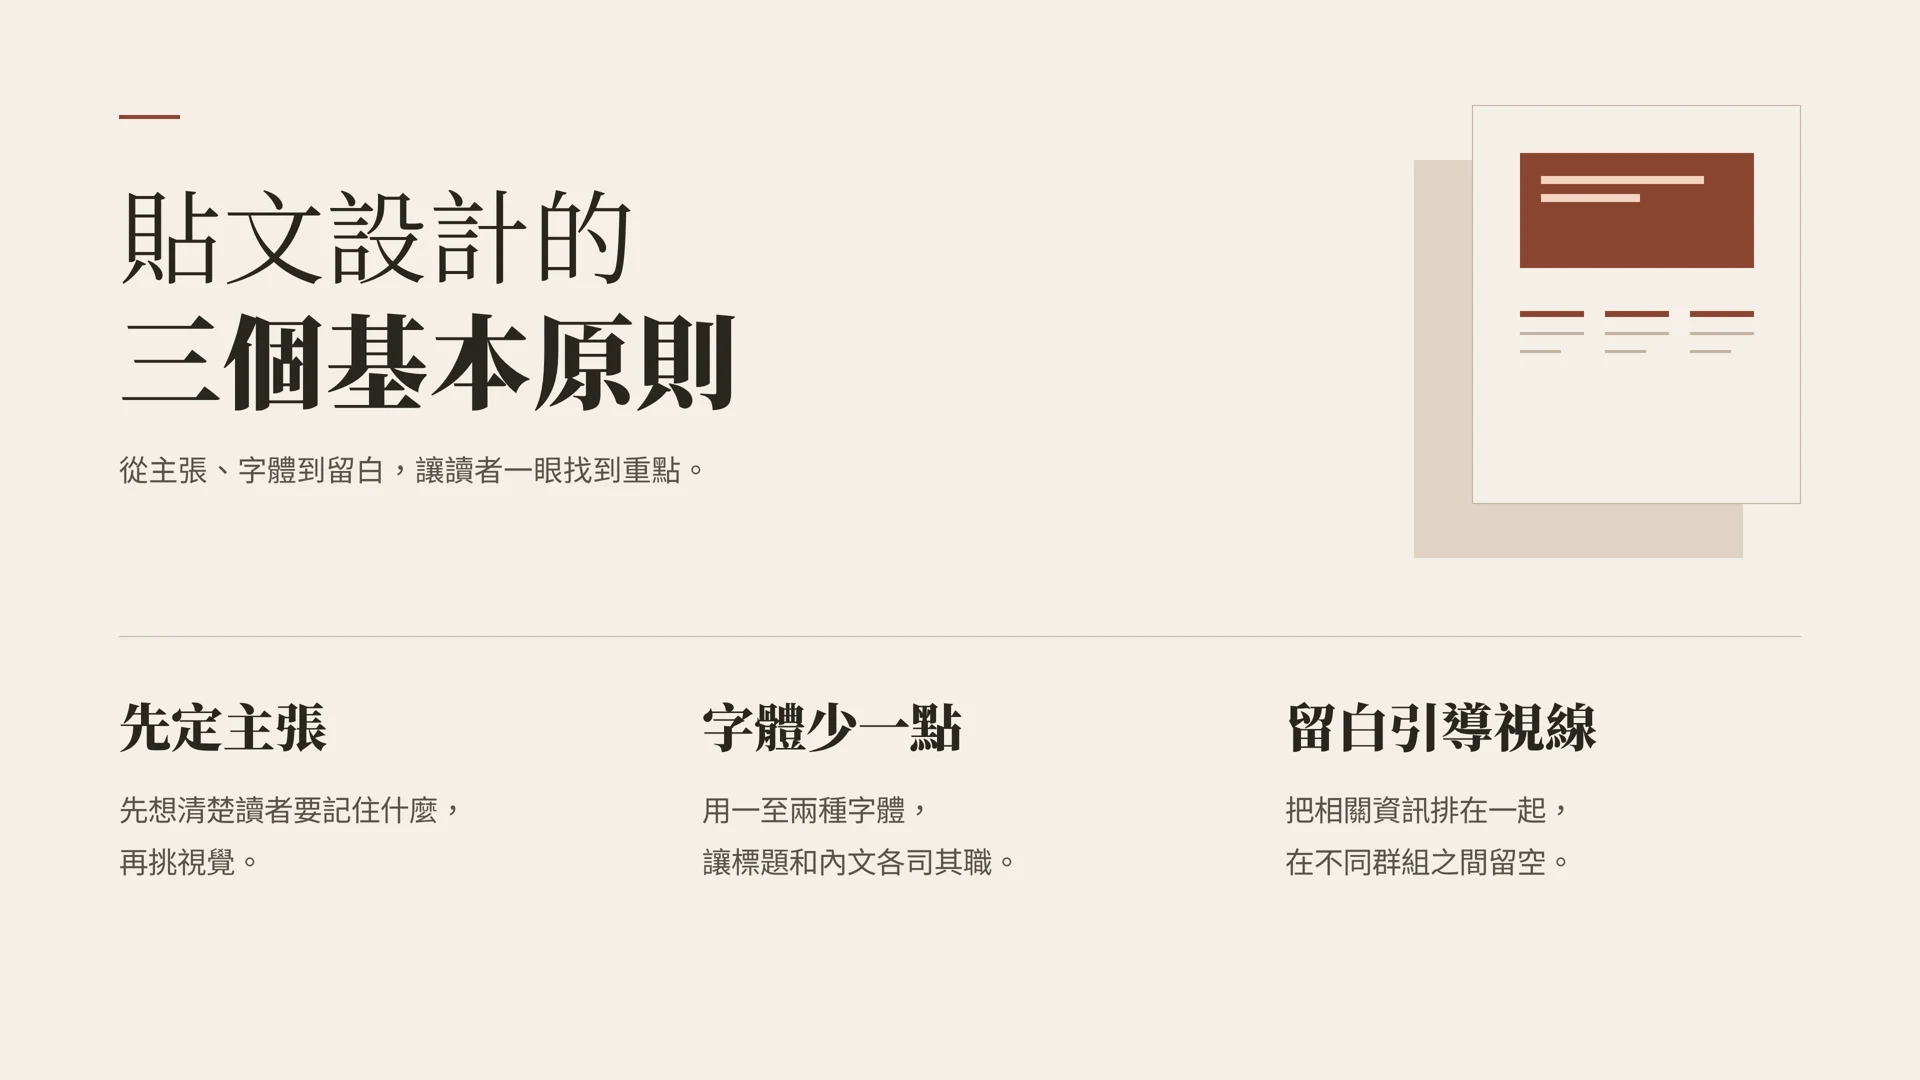 貼文設計的
三個基本原則
從主張、字體到留白，讓讀者一眼找到重點。
先定主張
先想清楚讀者要記住什麼，
再挑視覺。
字體少一點
用一至兩種字體，
讓標題和內文各司其職。
留白引導視線
把相關資訊排在一起，
在不同群組之間留空。